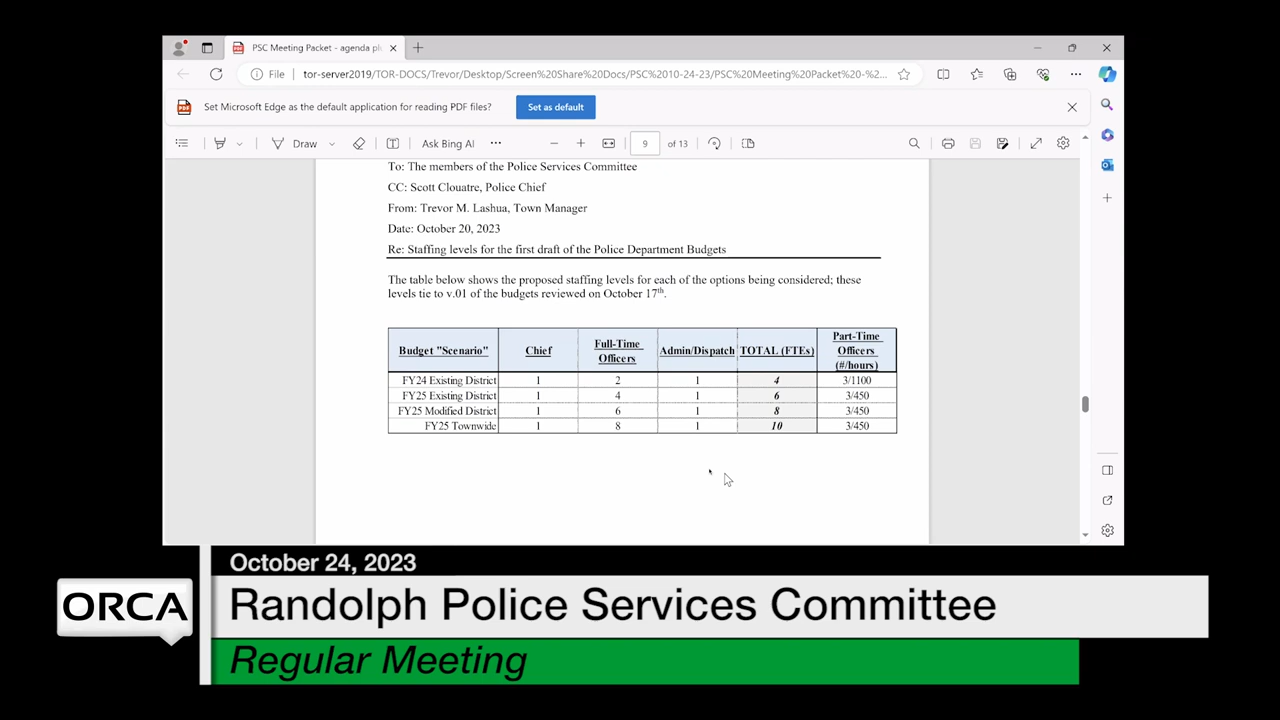 PSC Meeting Packet - agenda pl
File tor-server2019/TOR-DOCS/Trevor/Desktop/Screen%20Share%20Docs/PSC%2010-24-23/PSC%20Meeting%20Packet%20-%2...
Set Microsoft Edge as the default application for reading PDF files? Set as default
Draw Ask Bing AI 9 of 13
To: The members of the Police Services Committee
CC: Scott Clouatre, Police Chief
From: Trevor M. Lashua, Town Manager
Date: October 20, 2023
Re: Staffing levels for the first draft of the Police Department Budgets
The table below shows the proposed staffing levels for each of the options being considered; these
levels tie to v.01 of the budgets reviewed on October 17th.
Budget "Scenario" Chief Full-Time Officers Admin/Dispatch TOTAL (FTEs) Part-Time Officers (#/hours)
FY24 Existing District 1 2 1 4 3/1100
FY25 Existing District 1 4 1 6 3/450
FY25 Modified District 1 6 1 8 3/450
FY25 Townwide 1 8 1 10 3/450
October 24, 2023
ORCA
Randolph Police Services Committee
Regular Meeting